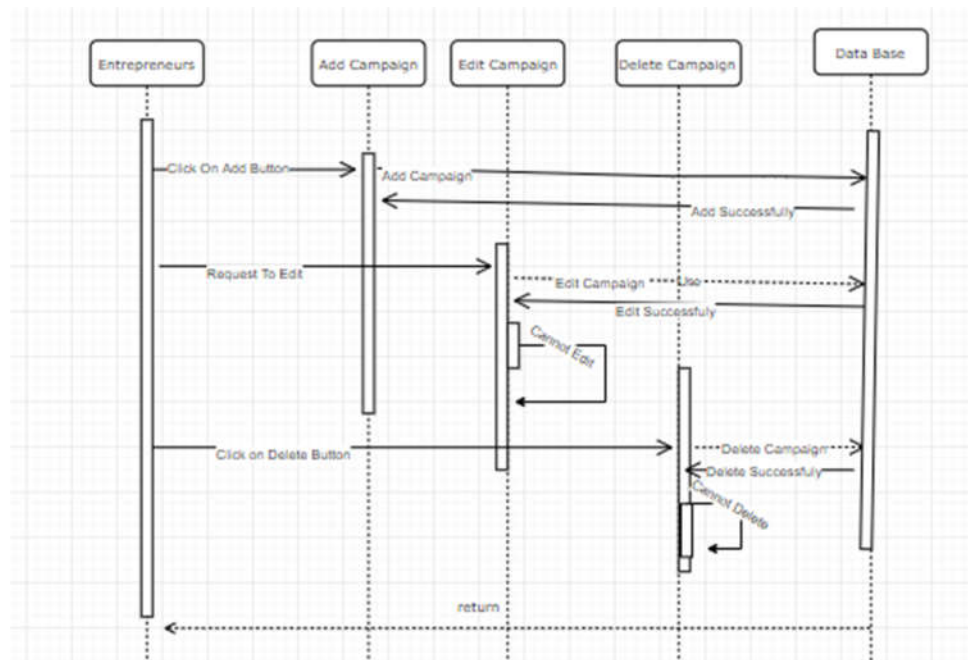 Entrepreneurs
Add Campaign
Edit Campaign
Delete Campaign
Data Base
Click On Add Button
Add Campaign
Add Successfully
Request To Edit
Edit Campaign
Use
Edit Successfuly
Cannot Edit
Click on Delete Button
Delete Campaign
Delete Successfuly
Cannot Delete
return